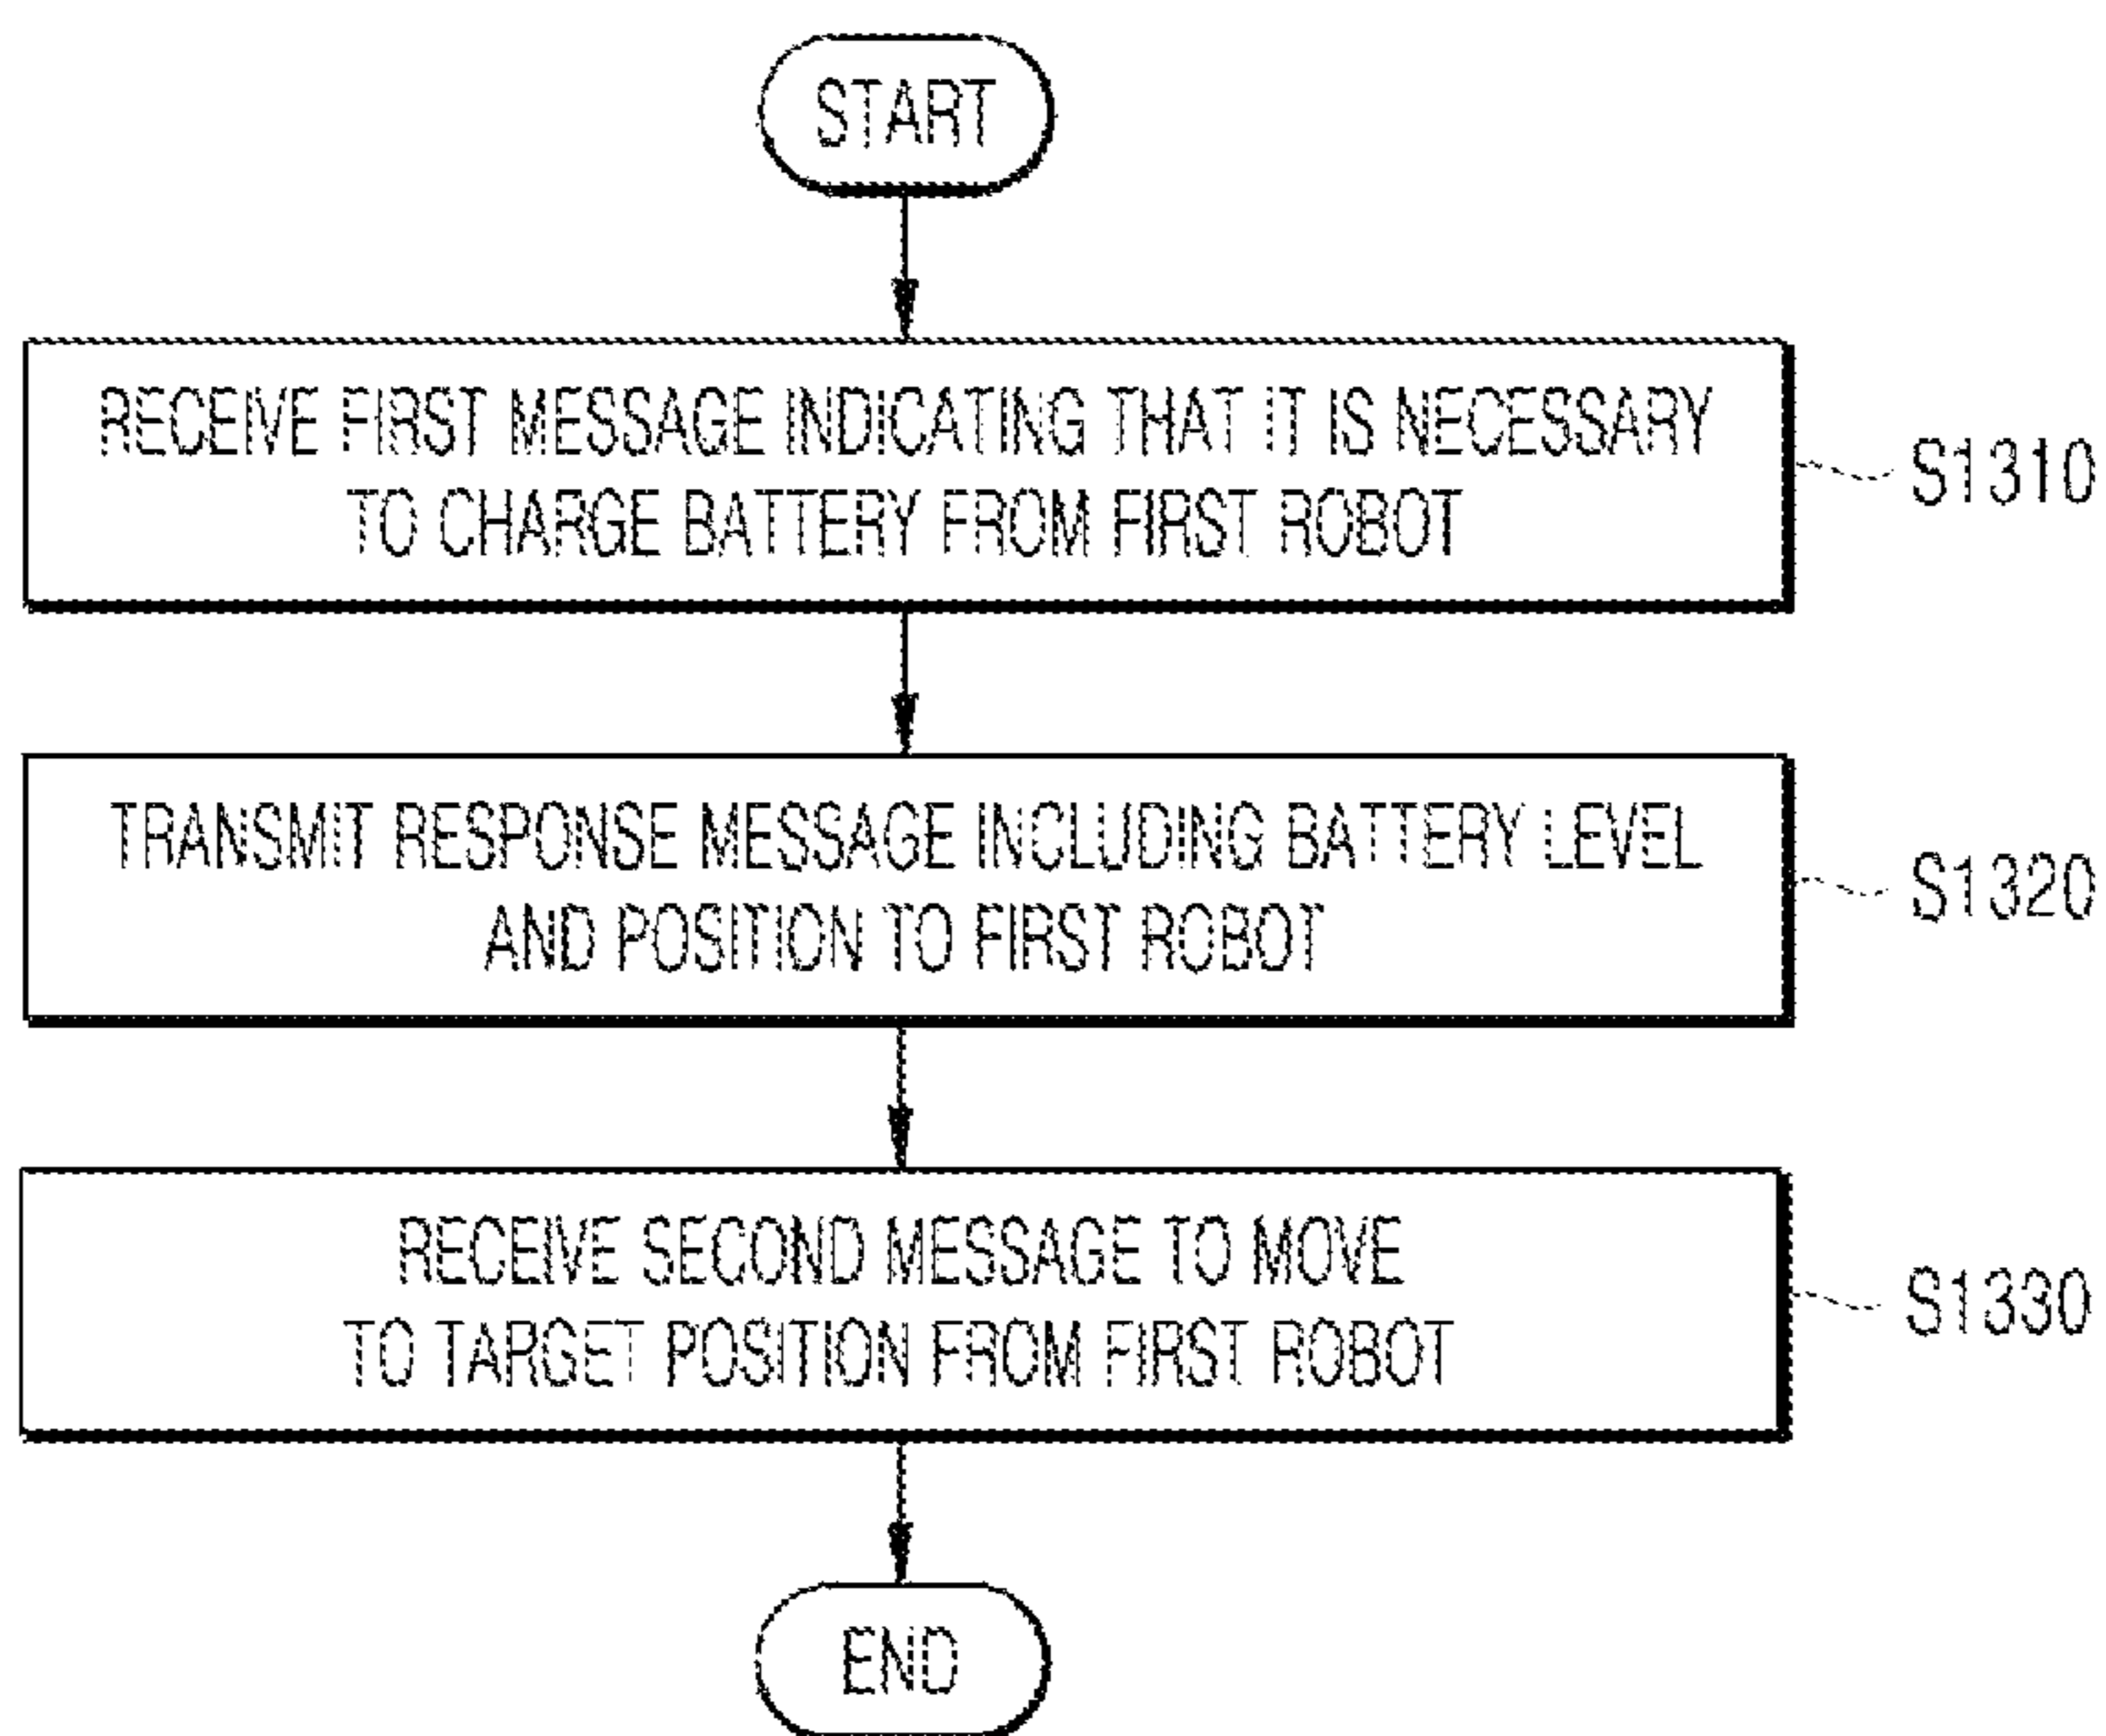 START
RECEIVE FIRST MESSAGE INDICATING THAT IT IS NECESSARY
TO CHARGE BATTERY FROM FIRST ROBOT
S1310
TRANSMIT RESPONSE MESSAGE INCLUDING BATTERY LEVEL
AND POSITION TO FIRST ROBOT
S1320
RECEIVE SECOND MESSAGE TO MOVE
TO TARGET POSITION FROM FIRST ROBOT
S1330
END